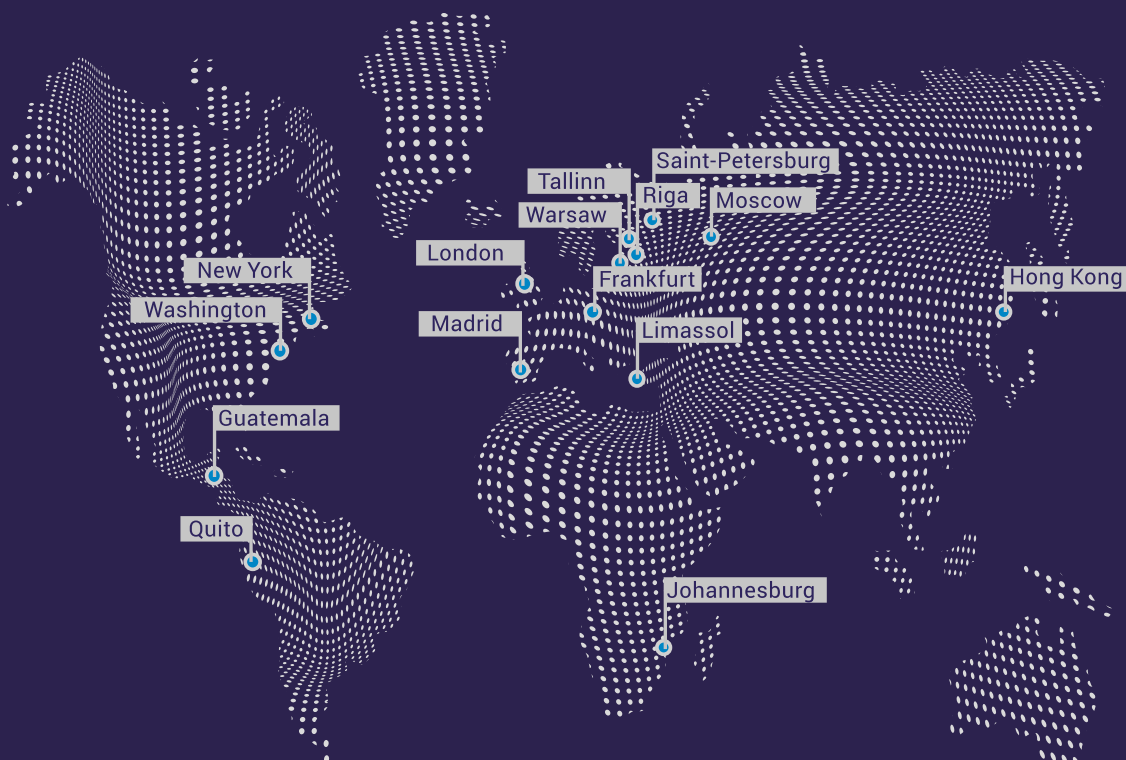 Saint-Petersburg
Tallinn
Riga
Moscow
Warsaw
London
New York
Frankfurt
Hong Kong
Washington
Madrid
Limassol
Guatemala
Quito
Johannesburg